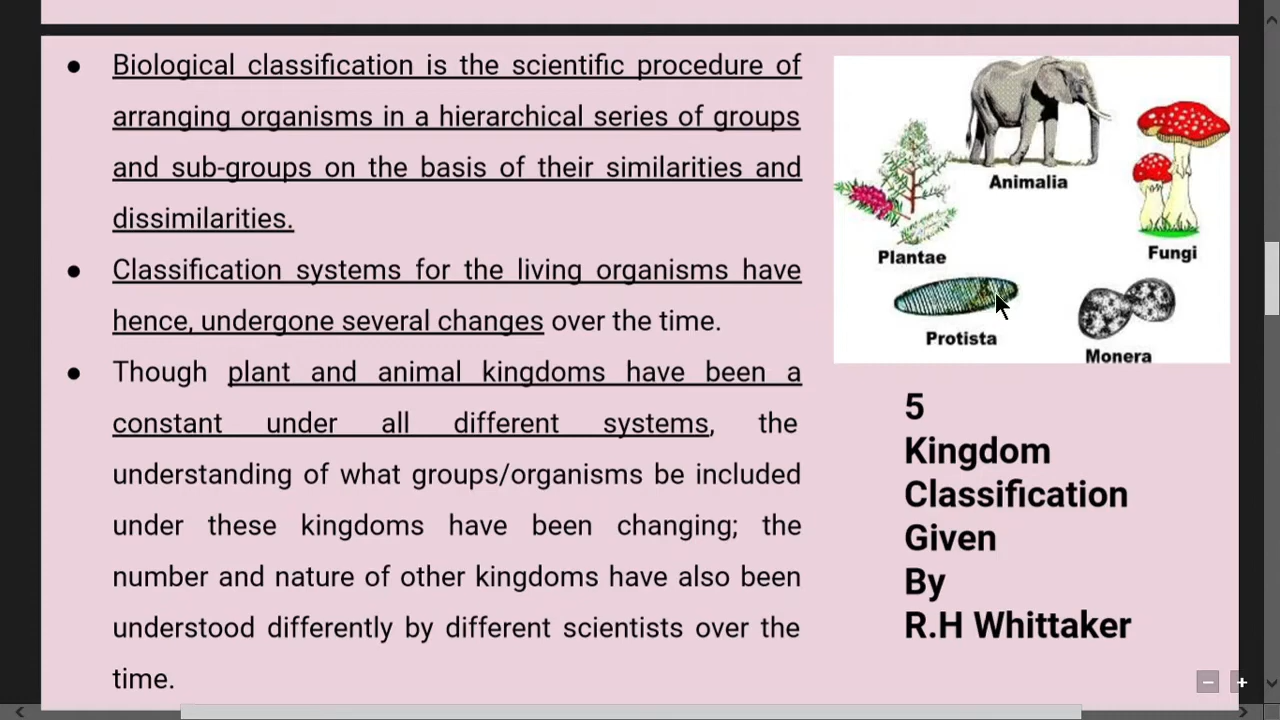 ● Biological classification is the scientific procedure of
arranging organisms in a hierarchical series of groups
and sub-groups on the basis of their similarities and
dissimilarities.
● Classification systems for the living organisms have
hence, undergone several changes over the time.
● Though plant and animal kingdoms have been a
constant under all different systems, the
understanding of what groups/organisms be included
under these kingdoms have been changing; the
number and nature of other kingdoms have also been
understood differently by different scientists over the
time.
Animalia
Plantae
Fungi
Protista
Monera
5
Kingdom
Classification
Given
By
R.H Whittaker